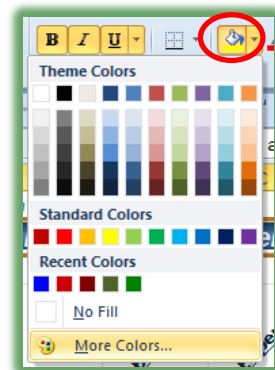 B I U
Theme Colors
Standard Colors
Recent Colors
No Fill
More Colors...